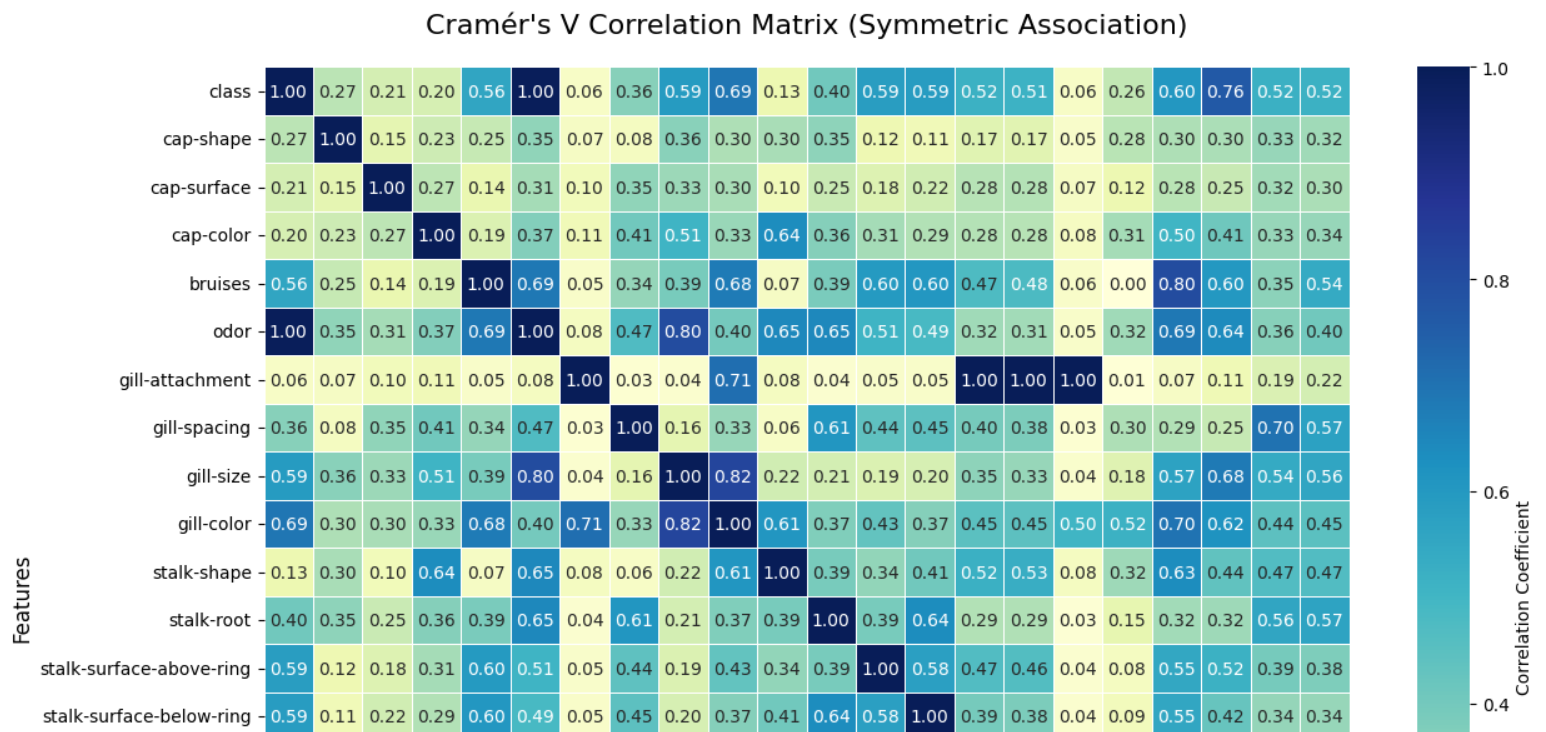 Cramér's V Correlation Matrix (Symmetric Association)
class 1.00 0.27 0.21 0.20 0.56 1.00 0.06 0.36 0.59 0.69 0.13 0.40 0.59 0.59 0.52 0.51 0.06 0.26 0.60 0.76 0.52 0.52
cap-shape 0.27 1.00 0.15 0.23 0.25 0.35 0.07 0.08 0.36 0.30 0.30 0.35 0.12 0.11 0.17 0.17 0.05 0.28 0.30 0.30 0.33 0.32
cap-surface 0.21 0.15 1.00 0.27 0.14 0.31 0.10 0.35 0.33 0.30 0.10 0.25 0.18 0.22 0.28 0.28 0.07 0.12 0.28 0.25 0.32 0.30
cap-color 0.20 0.23 0.27 1.00 0.19 0.37 0.11 0.41 0.51 0.33 0.64 0.36 0.31 0.29 0.28 0.28 0.08 0.31 0.50 0.41 0.33 0.34
bruises 0.56 0.25 0.14 0.19 1.00 0.69 0.05 0.34 0.39 0.68 0.07 0.39 0.60 0.60 0.47 0.48 0.06 0.00 0.80 0.60 0.35 0.54
odor 1.00 0.35 0.31 0.37 0.69 1.00 0.08 0.47 0.80 0.40 0.65 0.65 0.51 0.49 0.32 0.31 0.05 0.32 0.69 0.64 0.36 0.40
gill-attachment 0.06 0.07 0.10 0.11 0.05 0.08 1.00 0.03 0.04 0.71 0.08 0.04 0.05 0.05 1.00 1.00 1.00 0.01 0.07 0.11 0.19 0.22
gill-spacing 0.36 0.08 0.35 0.41 0.34 0.47 0.03 1.00 0.16 0.33 0.06 0.61 0.44 0.45 0.40 0.38 0.03 0.30 0.29 0.25 0.70 0.57
gill-size 0.59 0.36 0.33 0.51 0.39 0.80 0.04 0.16 1.00 0.82 0.22 0.21 0.19 0.20 0.35 0.33 0.04 0.18 0.57 0.68 0.54 0.56
gill-color 0.69 0.30 0.30 0.33 0.68 0.40 0.71 0.33 0.82 1.00 0.61 0.37 0.43 0.37 0.45 0.45 0.50 0.52 0.70 0.62 0.44 0.45
stalk-shape 0.13 0.30 0.10 0.64 0.07 0.65 0.08 0.06 0.22 0.61 1.00 0.39 0.34 0.41 0.52 0.53 0.08 0.32 0.63 0.44 0.47 0.47
stalk-root 0.40 0.35 0.25 0.36 0.39 0.65 0.04 0.61 0.21 0.37 0.39 1.00 0.39 0.64 0.29 0.29 0.03 0.15 0.32 0.32 0.56 0.57
stalk-surface-above-ring 0.59 0.12 0.18 0.31 0.60 0.51 0.05 0.44 0.19 0.43 0.34 0.39 1.00 0.58 0.47 0.46 0.04 0.08 0.55 0.52 0.39 0.38
stalk-surface-below-ring 0.59 0.11 0.22 0.29 0.60 0.49 0.05 0.45 0.20 0.37 0.41 0.64 0.58 1.00 0.39 0.38 0.04 0.09 0.55 0.42 0.34 0.34
Features
1.0
0.8
0.6
0.4
Correlation Coefficient